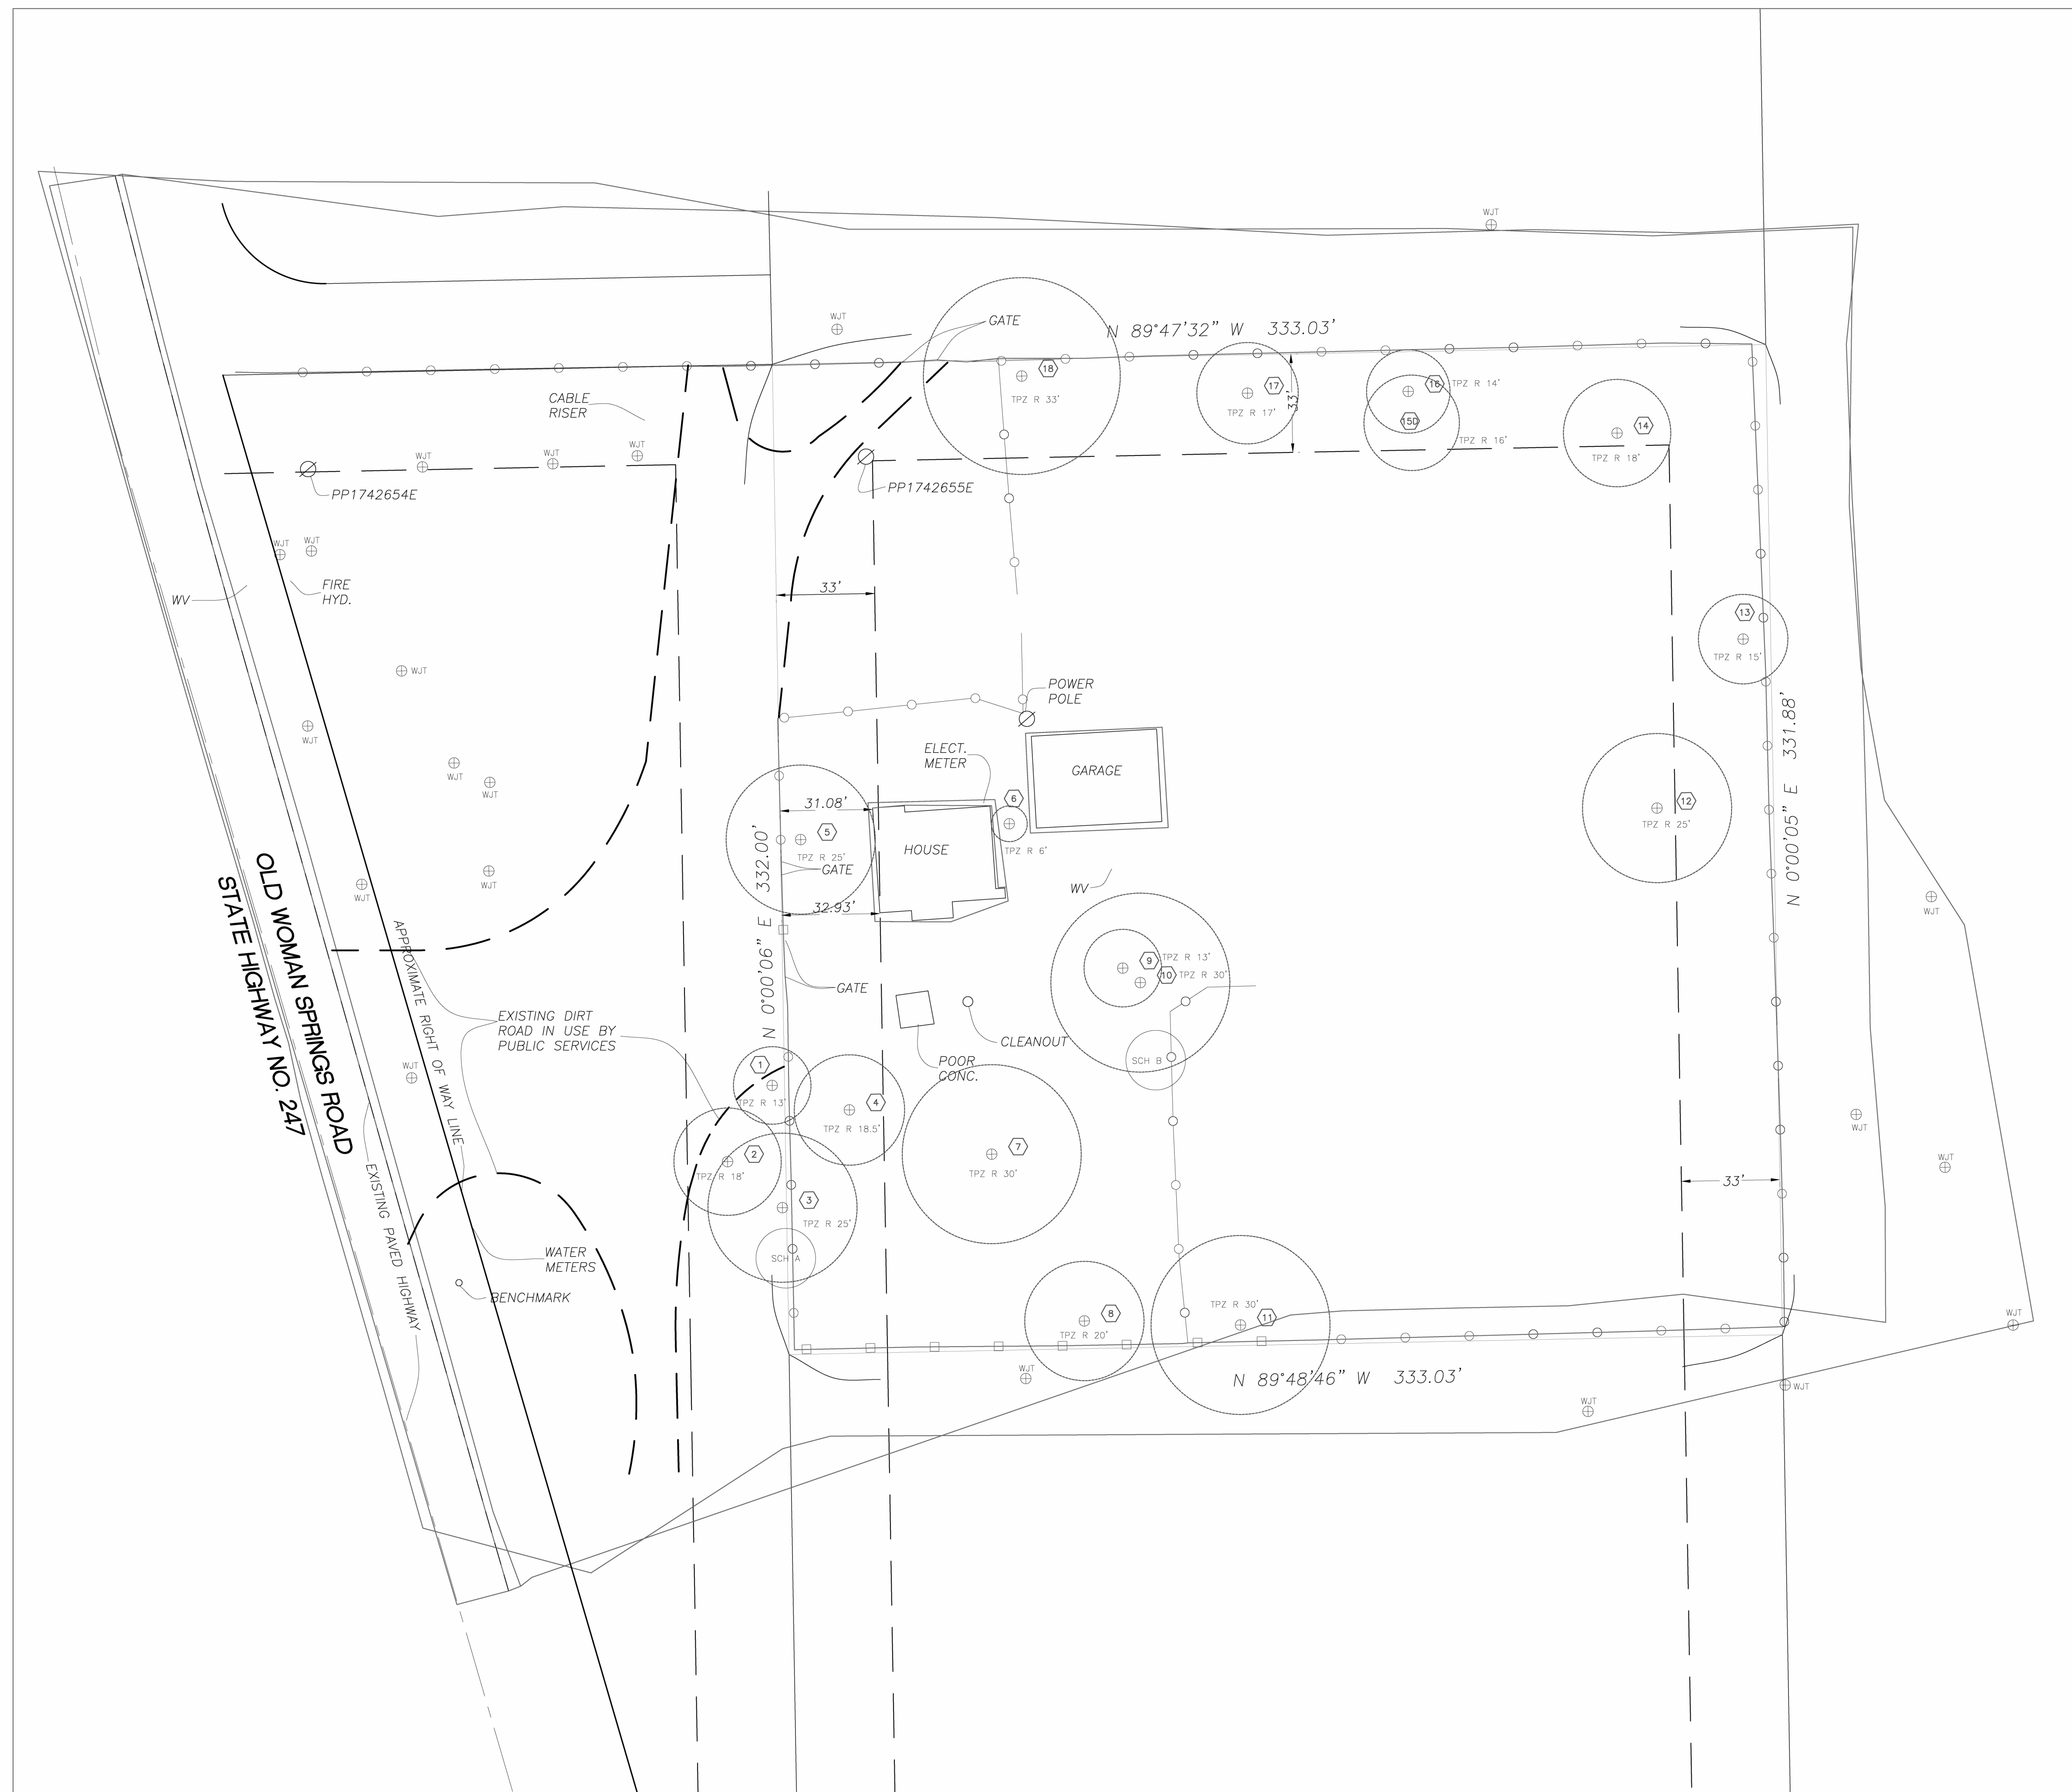 WJT
WJT
GATE
N 89°47'32" W 333.03'
18
TPZ R 33'
17
TPZ R 17'
33'
16
TPZ R 14'
15D
TPZ R 16'
14
TPZ R 18'
CABLE
RISER
WJT
WJT
WJT
PP1742654E
PP1742655E
WJT
WJT
FIRE
HYD.
WV
33'
13
TPZ R 15'
WJT
WJT
POWER
POLE
N 0°00'05" E 331.88'
WJT
WJT
ELECT.
METER
GARAGE
6
TPZ R 6'
12
TPZ R 25'
31.08'
5
TPZ R 25'
HOUSE
GATE
32.93'
N 0°00'06" E 332.00'
WV
WJT
WJT
WJT
OLD WOMAN SPRINGS ROAD
STATE HIGHWAY NO. 247
APPROXIMATE RIGHT OF WAY LINE
9
TPZ R 13'
10
TPZ R 30'
GATE
EXISTING DIRT
ROAD IN USE BY
PUBLIC SERVICES
CLEANOUT
POOR
CONC.
SCH B
WJT
1
TPZ R 13'
4
TPZ R 18.5'
2
TPZ R 18'
7
TPZ R 30'
3
TPZ R 25'
SCH A
WJT
WJT
33'
EXISTING PAVED HIGHWAY
WATER
METERS
BENCHMARK
8
TPZ R 20'
TPZ R 30'
11
WJT
WJT
N 89°48'46" W 333.03'
WJT
WJT